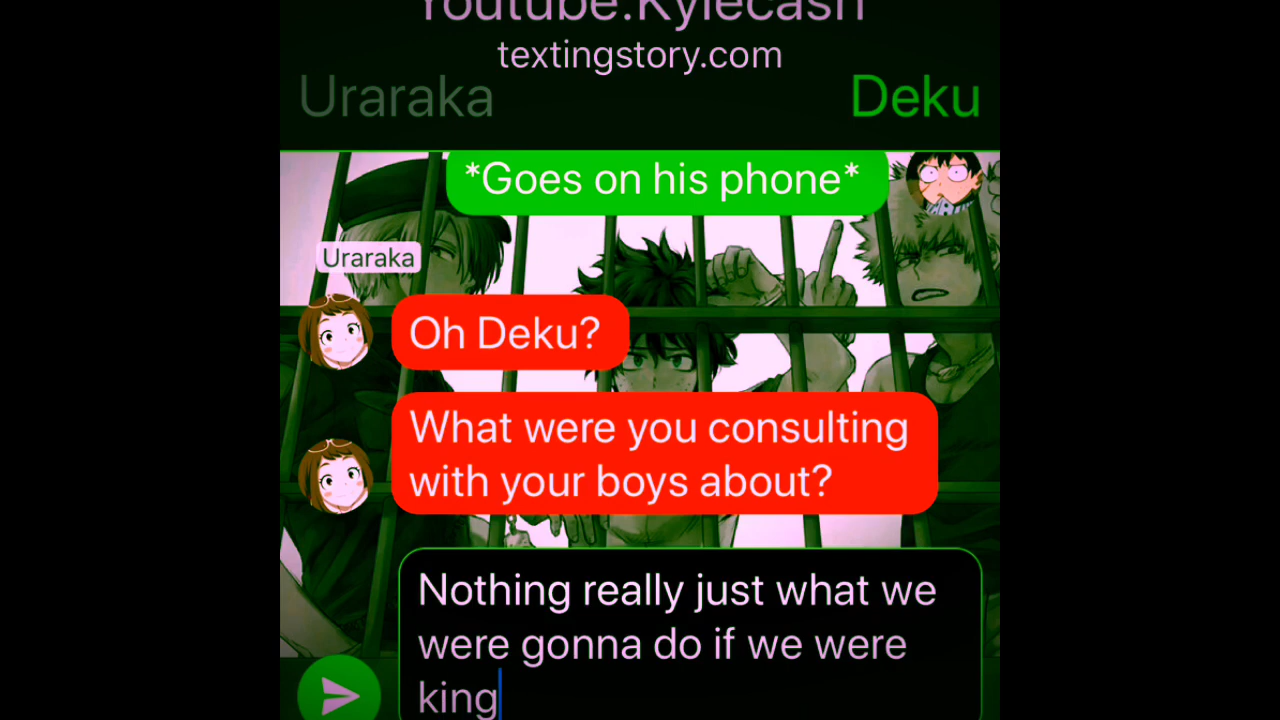 Youtube:Kylecash
textingstory.com
Uraraka Deku
*Goes on his phone*
Uraraka
Oh Deku?
What were you consulting
with your boys about?
Nothing really just what we
were gonna do if we were
king